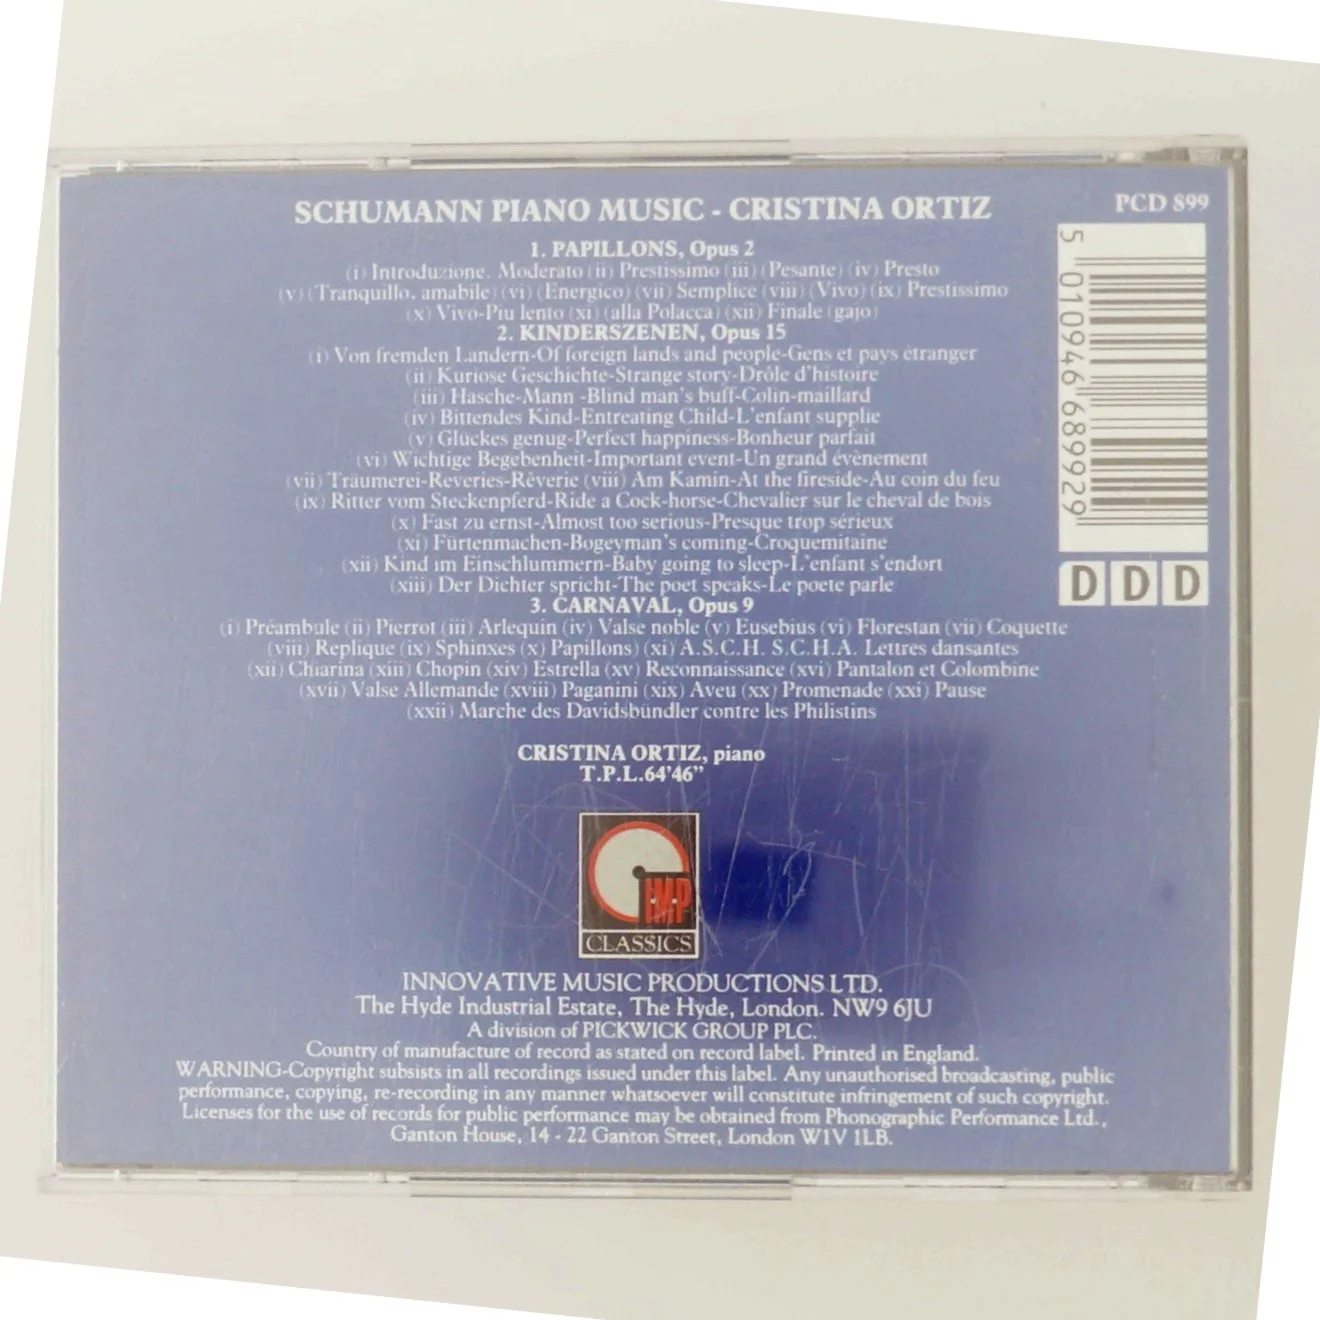 SCHUMANN PIANO MUSIC - CRISTINA ORTIZ
PCD 899
1. PAPILLONS, Opus 2
(i) Introduzione. Moderato (ii) Prestissimo (iii) (Pesante) (iv) Presto
(v) (Tranquillo. amabile) (vi) (Energico) (vii) Semplice (viii) (Vivo) (ix) Prestissimo
(x) Vivo-Piu lento (xi) (alla Polacca) (xii) Finale (gajo)
2. KINDERSZENEN, Opus 15
(i) Von fremden Landern-Of foreign lands and people-Gens et pays étranger
(ii) Kuriose Geschichte-Strange story-Drôle d'histoire
(iii) Hasche-Mann -Blind man's buff-Colin-maillard
(iv) Bittendes Kind-Entreating Child-L'enfant supplie
(v) Glückes genug-Perfect happiness-Bonheur parfait
(vi) Wichtige Begebenheit-Important event-Un grand évènement
(vii) Träumerei-Reveries-Rêverie (viii) Am Kamin-At the fireside-Au coin du feu
(ix) Ritter vom Steckenpferd-Ride a Cock-horse-Chevalier sur le cheval de bois
(x) Fast zu ernst-Almost too serious-Presque trop sérieux
(xi) Fürtenmachen-Bogeyman's coming-Croquemitaine
(xii) Kind im Einschlummern-Baby going to sleep-L'enfant s'endort
(xiii) Der Dichter spricht-The poet speaks-Le poete parle
3. CARNAVAL, Opus 9
(i) Préambule (ii) Pierrot (iii) Arlequin (iv) Valse noble (v) Eusebius (vi) Florestan (vii) Coquette
(viii) Replique (ix) Sphinxes (x) Papillons) (xi) A.S.C.H. S.C.H.A. Lettres dansantes
(xii) Chiarina (xiii) Chopin (xiv) Estrella (xv) Reconnaissance (xvi) Pantalon et Colombine
(xvii) Valse Allemande (xviii) Paganini (xix) Aveu (xx) Promenade (xxi) Pause
(xxii) Marche des Davidsbündler contre les Philistins
5 010946 689929
DDD
CRISTINA ORTIZ, piano
T.P.L.64'46"
IMP
CLASSICS
INNOVATIVE MUSIC PRODUCTIONS LTD.
The Hyde Industrial Estate, The Hyde, London. NW9 6JU
A division of PICKWICK GROUP PLC.
Country of manufacture of record as stated on record label. Printed in England.
WARNING-Copyright subsists in all recordings issued under this label. Any unauthorised broadcasting, public
performance, copying, re-recording in any manner whatsoever will constitute infringement of such copyright.
Licenses for the use of records for public performance may be obtained from Phonographic Performance Ltd.,
Ganton House, 14 - 22 Ganton Street, London W1V 1LB.